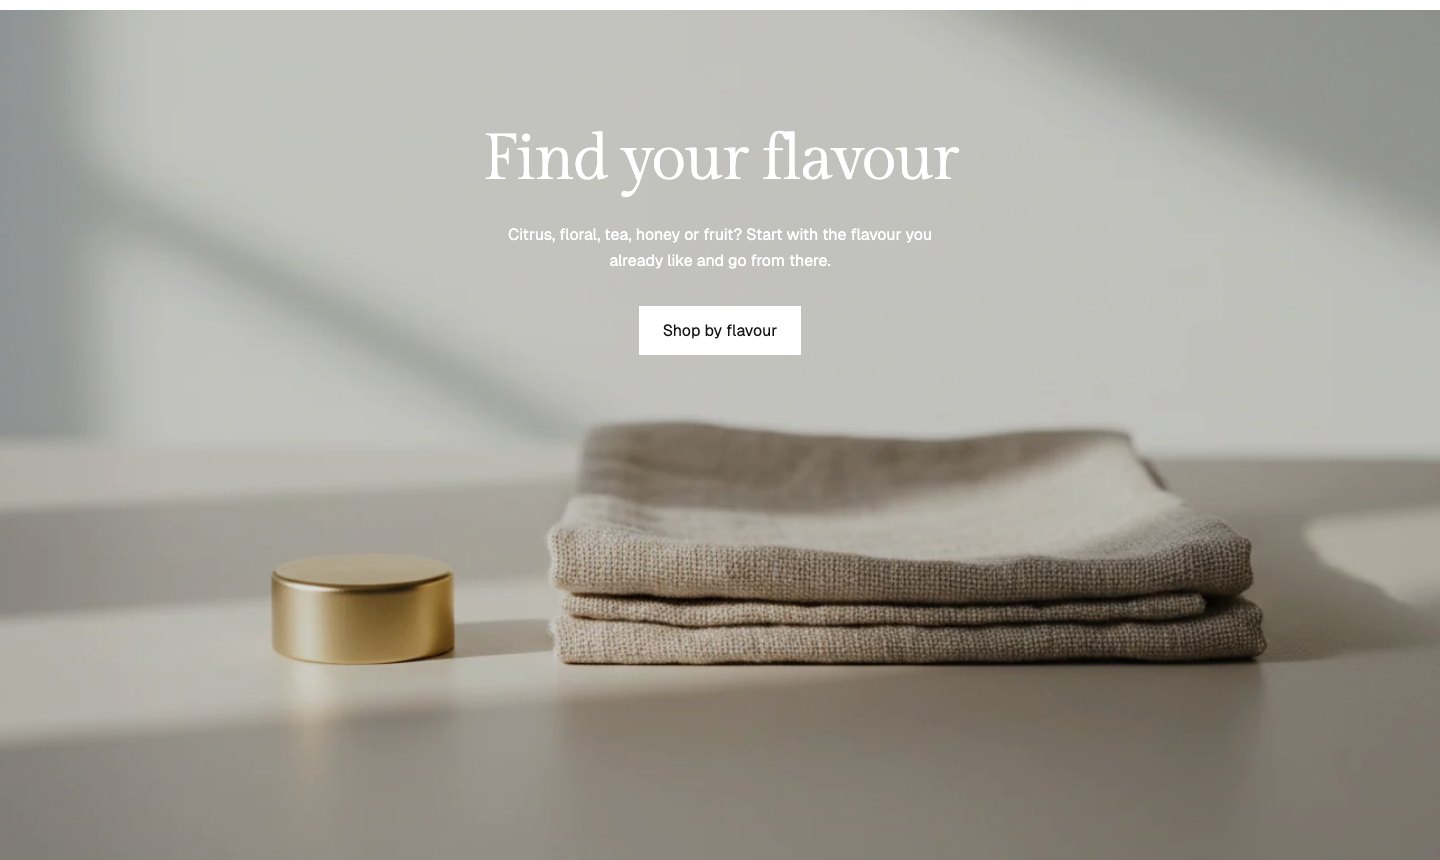 Find your flavour
Citrus, floral, tea, honey or fruit? Start with the flavour you
already like and go from there.
Shop by flavour